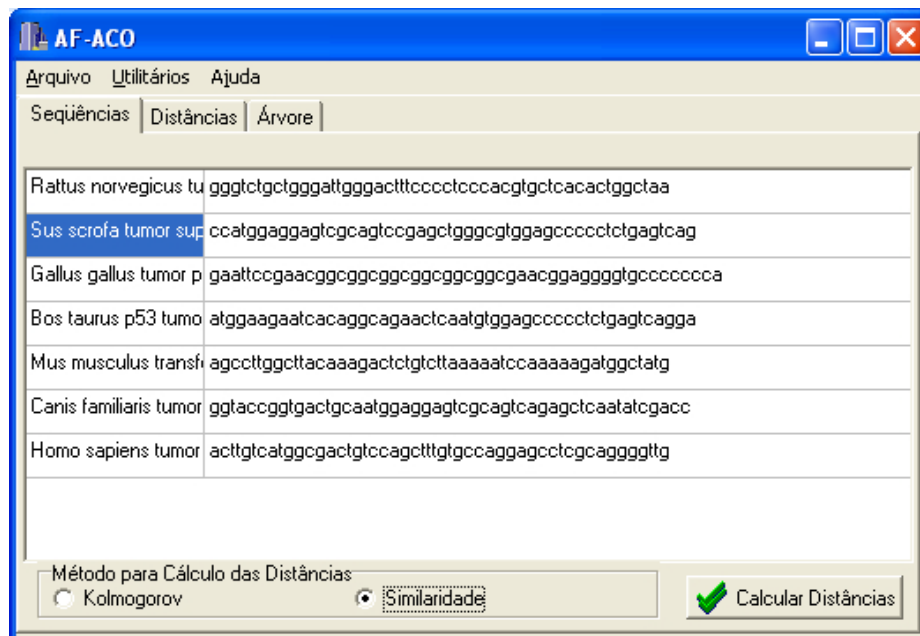 AF-ACO
Arquivo Utilitários Ajuda
Seqüências Distâncias Árvore
Rattus norvegicus tu gggtctgctgggattgggactttcccctcccacgtgctcacactggctaa
Sus scrofa tumor sup ccatggaggagtcgcagtccgagctgggcgtggagccccctctgagtcag
Gallus gallus tumor p gaattccgaacggcggcggcggcggcggcgaacggaggggtgcccccccca
Bos taurus p53 tumo atggaagaatcacaggcagaactcaatgtggagccccctctgagtcagga
Mus musculus transf agccttggcttacaaagactctgtcttaaaaatccaaaaagatggctatg
Canis familiaris tumor ggtaccggtgactgcaatggaggagtcgcagtcagagctcaatatcgacc
Homo sapiens tumor acttgtcatggcgactgtccagctttgtgccaggagcctcgcaggggttg
Método para Cálculo das Distâncias
Kolmogorov Similaridade Calcular Distâncias